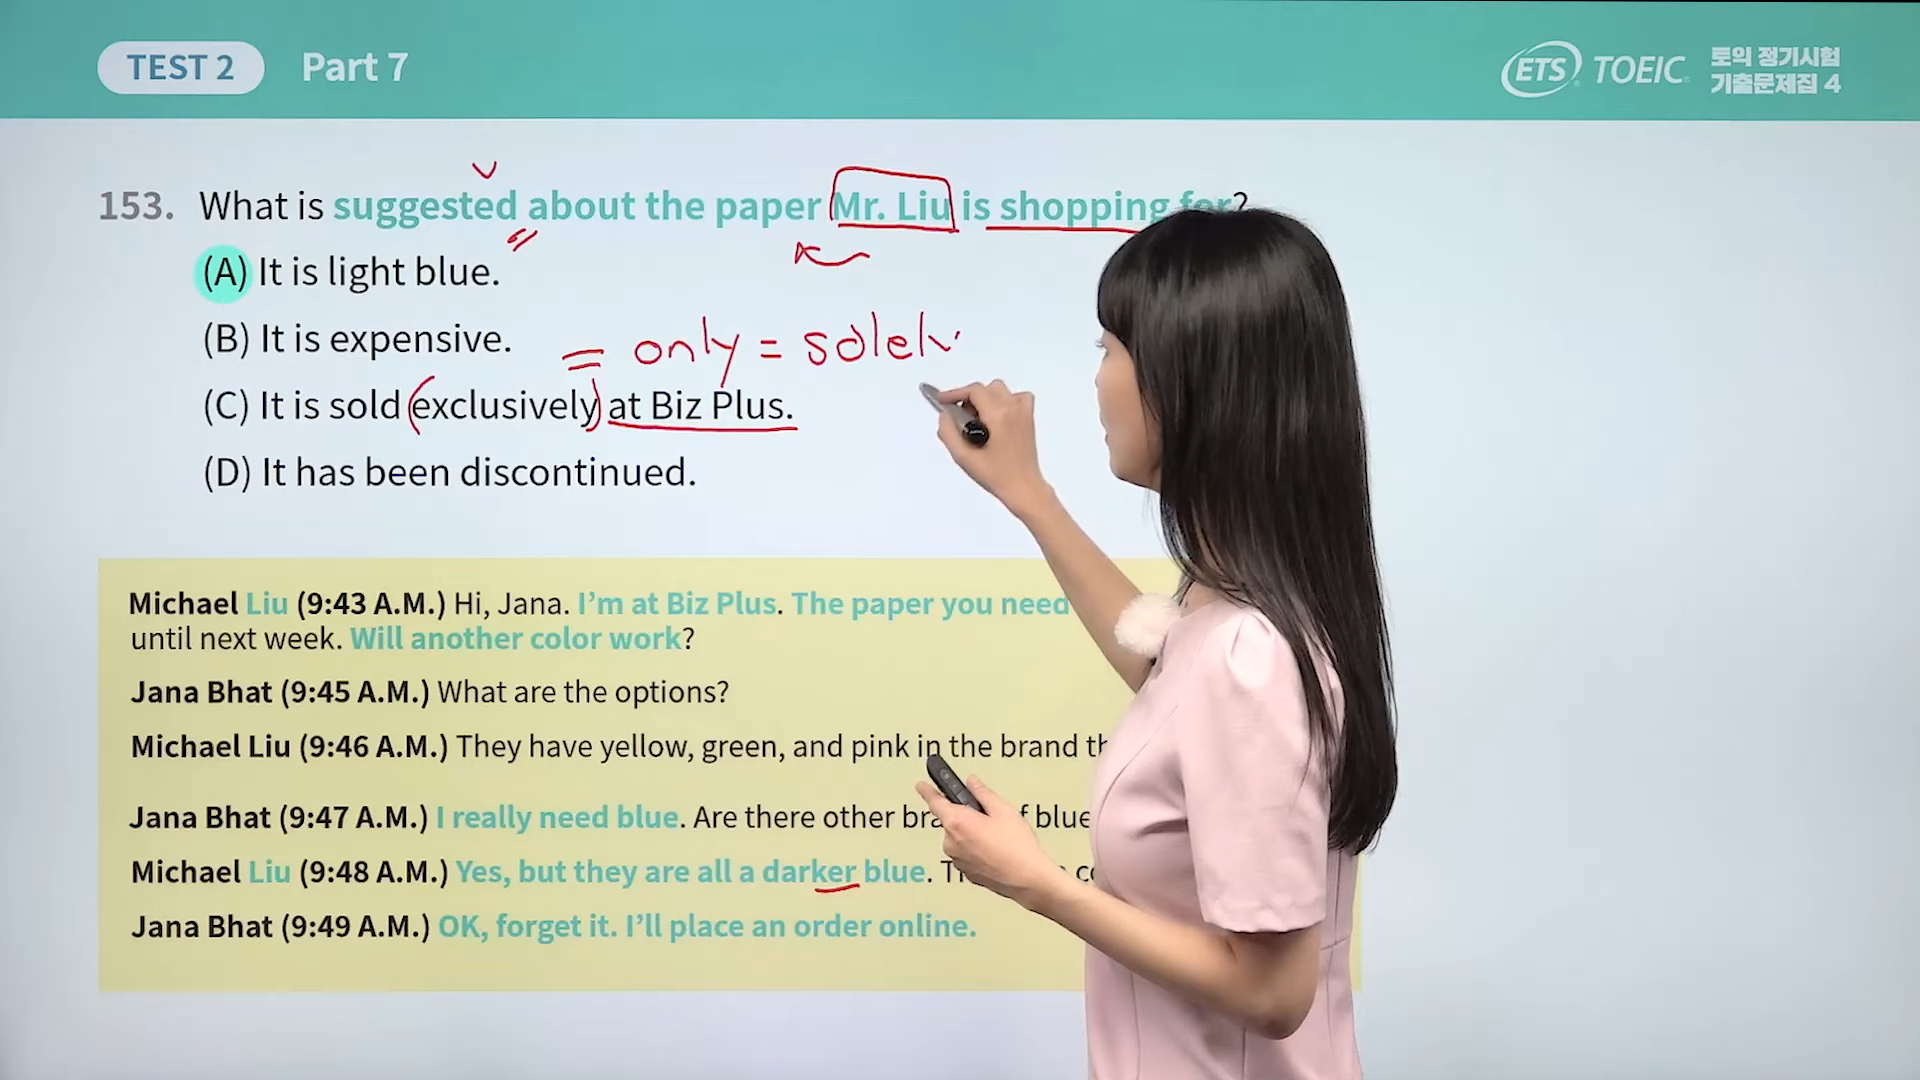 TEST 2 Part 7
ETS TOEIC 토익 정기시험
기출문제집 4
153. What is suggested about the paper Mr. Liu is shopping for?
(A) It is light blue.
(B) It is expensive.
= only =
(C) It is sold (exclusively) at Biz Plus.
(D) It has been discontinued.
Michael Liu (9:43 A.M.) Hi, Jana. I'm at Biz Plus. The paper you need
until next week. Will another color work?
Jana Bhat (9:45 A.M.) What are the options?
Michael Liu (9:46 A.M.) They have yellow, green, and pink in the brand
Jana Bhat (9:47 A.M.) I really need blue. Are there other blue
Michael Liu (9:48 A.M.) Yes, but they are all a darker blue.
Jana Bhat (9:49 A.M.) OK, forget it. I'll place an order online.